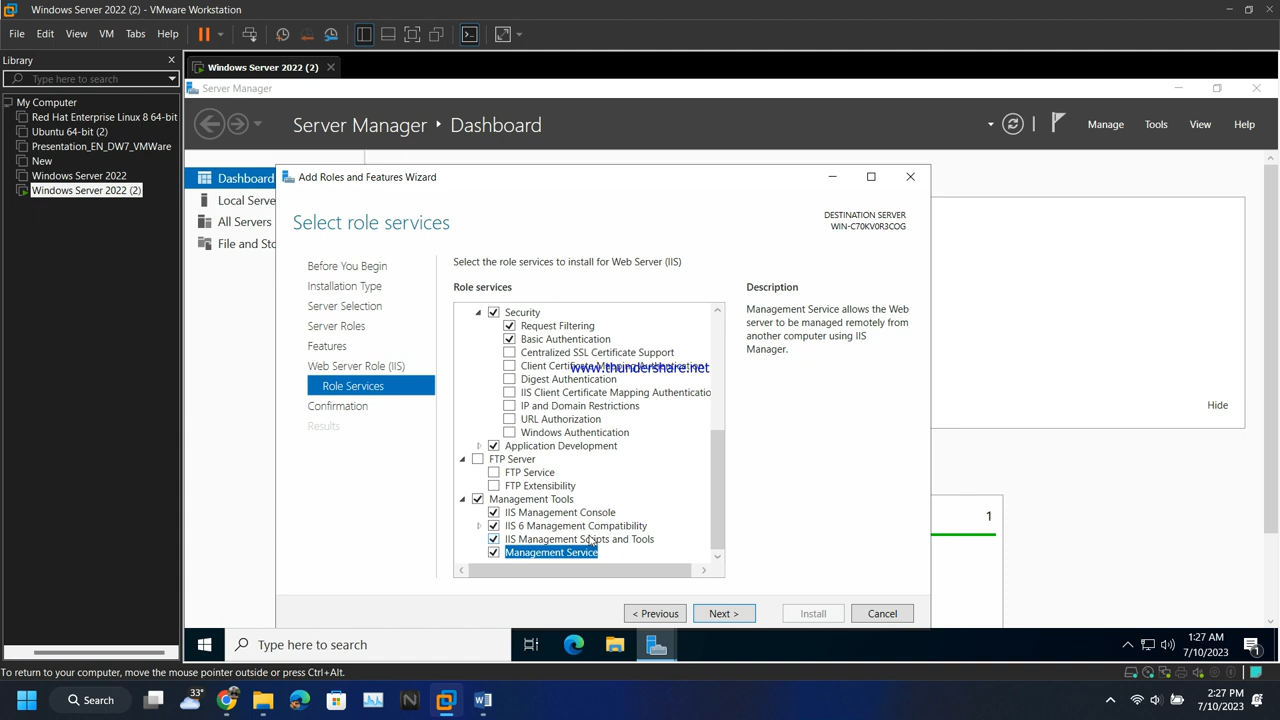 Windows Server 2022 (2) - VMware Workstation
File Edit View VM Tabs Help
Library
Type here to search
My Computer
Red Hat Enterprise Linux 8 64-bit
Ubuntu 64-bit (2)
Presentation_EN_DW7_VMWare
New
Windows Server 2022
Windows Server 2022 (2)
Windows Server 2022 (2)
Server Manager
Server Manager • Dashboard
Manage Tools View Help
Dashboard
Local Serve
All Servers
File and Sto
Add Roles and Features Wizard
Select role services
DESTINATION SERVER
WIN-C70KV0R3COG
Before You Begin
Installation Type
Server Selection
Server Roles
Features
Web Server Role (IIS)
Role Services
Confirmation
Results
Select the role services to install for Web Server (IIS)
Role services
Security
Request Filtering
Basic Authentication
Centralized SSL Certificate Support
Client Certificate Mapping Authentication
www.thundershare.net
Digest Authentication
IIS Client Certificate Mapping Authenticatio
IP and Domain Restrictions
URL Authorization
Windows Authentication
Application Development
FTP Server
FTP Service
FTP Extensibility
Management Tools
IIS Management Console
IIS 6 Management Compatibility
IIS Management Scripts and Tools
Management Service
Description
Management Service allows the Web
server to be managed remotely from
another computer using IIS
Manager.
Hide
1
< Previous Next > Install Cancel
Type here to search
1:27 AM
7/10/2023
1
To return to your computer, move the mouse pointer outside or press Ctrl+Alt.
Search
33°
2:27 PM
7/10/2023